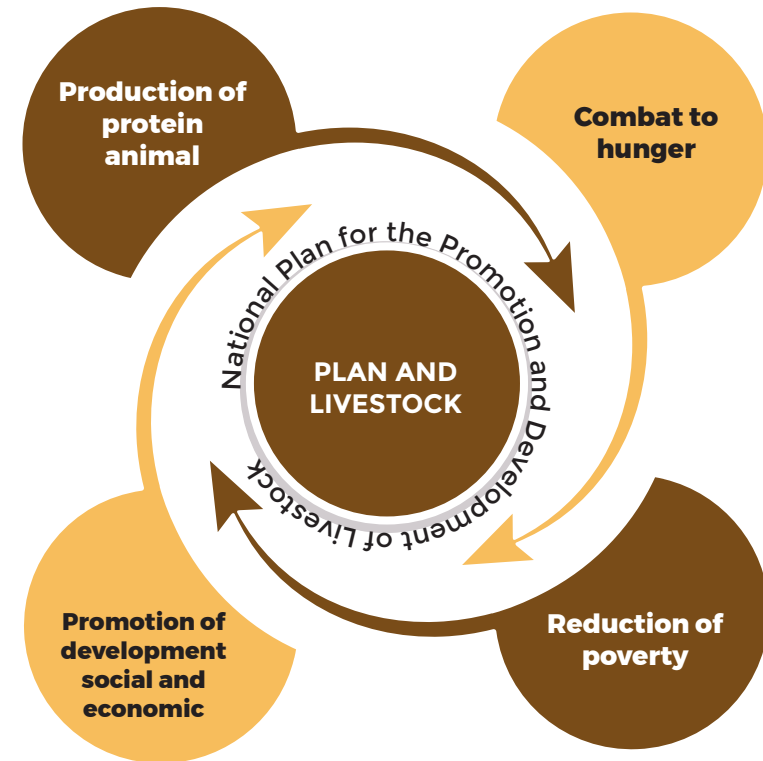 Production of
protein
animal
Combat to
hunger
National Plan for the Promotion and Development of Livestock
PLAN AND
LIVESTOCK
Promotion of
development
social and
economic
Reduction of
poverty